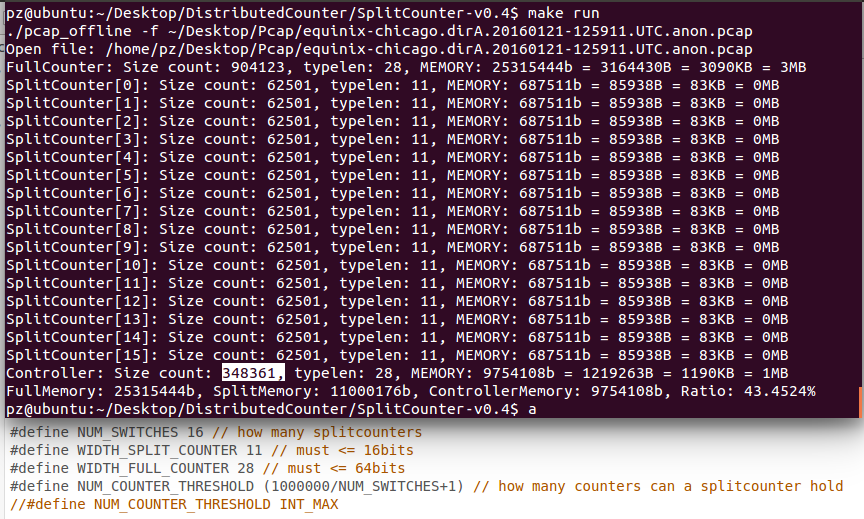 pz@ubuntu:~/Desktop/DistributedCounter/SplitCounter-v0.4$ make run
./pcap_offline -f ~/Desktop/Pcap/equinix-chicago.dirA.20160121-125911.UTC.anon.pcap
Open file: /home/pz/Desktop/Pcap/equinix-chicago.dirA.20160121-125911.UTC.anon.pcap
FullCounter: Size count: 904123, typelen: 28, MEMORY: 25315444b = 3164430B = 3090KB = 3MB
SplitCounter[0]: Size count: 62501, typelen: 11, MEMORY: 687511b = 85938B = 83KB = 0MB
SplitCounter[1]: Size count: 62501, typelen: 11, MEMORY: 687511b = 85938B = 83KB = 0MB
SplitCounter[2]: Size count: 62501, typelen: 11, MEMORY: 687511b = 85938B = 83KB = 0MB
SplitCounter[3]: Size count: 62501, typelen: 11, MEMORY: 687511b = 85938B = 83KB = 0MB
SplitCounter[4]: Size count: 62501, typelen: 11, MEMORY: 687511b = 85938B = 83KB = 0MB
SplitCounter[5]: Size count: 62501, typelen: 11, MEMORY: 687511b = 85938B = 83KB = 0MB
SplitCounter[6]: Size count: 62501, typelen: 11, MEMORY: 687511b = 85938B = 83KB = 0MB
SplitCounter[7]: Size count: 62501, typelen: 11, MEMORY: 687511b = 85938B = 83KB = 0MB
SplitCounter[8]: Size count: 62501, typelen: 11, MEMORY: 687511b = 85938B = 83KB = 0MB
SplitCounter[9]: Size count: 62501, typelen: 11, MEMORY: 687511b = 85938B = 83KB = 0MB
SplitCounter[10]: Size count: 62501, typelen: 11, MEMORY: 687511b = 85938B = 83KB = 0MB
SplitCounter[11]: Size count: 62501, typelen: 11, MEMORY: 687511b = 85938B = 83KB = 0MB
SplitCounter[12]: Size count: 62501, typelen: 11, MEMORY: 687511b = 85938B = 83KB = 0MB
SplitCounter[13]: Size count: 62501, typelen: 11, MEMORY: 687511b = 85938B = 83KB = 0MB
SplitCounter[14]: Size count: 62501, typelen: 11, MEMORY: 687511b = 85938B = 83KB = 0MB
SplitCounter[15]: Size count: 62501, typelen: 11, MEMORY: 687511b = 85938B = 83KB = 0MB
Controller: Size count: 348361, typelen: 28, MEMORY: 9754108b = 1219263B = 1190KB = 1MB
FullMemory: 25315444b, SplitMemory: 11000176b, ControllerMemory: 9754108b, Ratio: 43.4524%
pz@ubuntu:~/Desktop/DistributedCounter/SplitCounter-v0.4$ a
#define NUM_SWITCHES 16 // how many splitcounters
#define WIDTH_SPLIT_COUNTER 11 // must <= 16bits
#define WIDTH_FULL_COUNTER 28 // must <= 64bits
#define NUM_COUNTER_THRESHOLD (1000000/NUM_SWITCHES+1) // how many counters can a splitcounter hold
//#define NUM_COUNTER_THRESHOLD INT_MAX